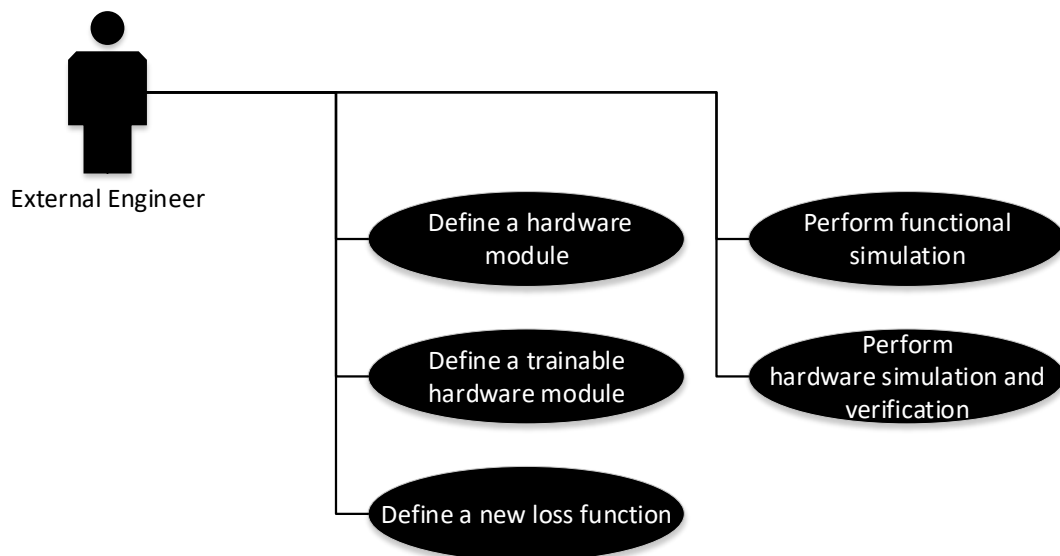 External Engineer
Define a hardware
module
Define a trainable
hardware module
Define a new loss function
Perform functional
simulation
Perform
hardware simulation and
verification